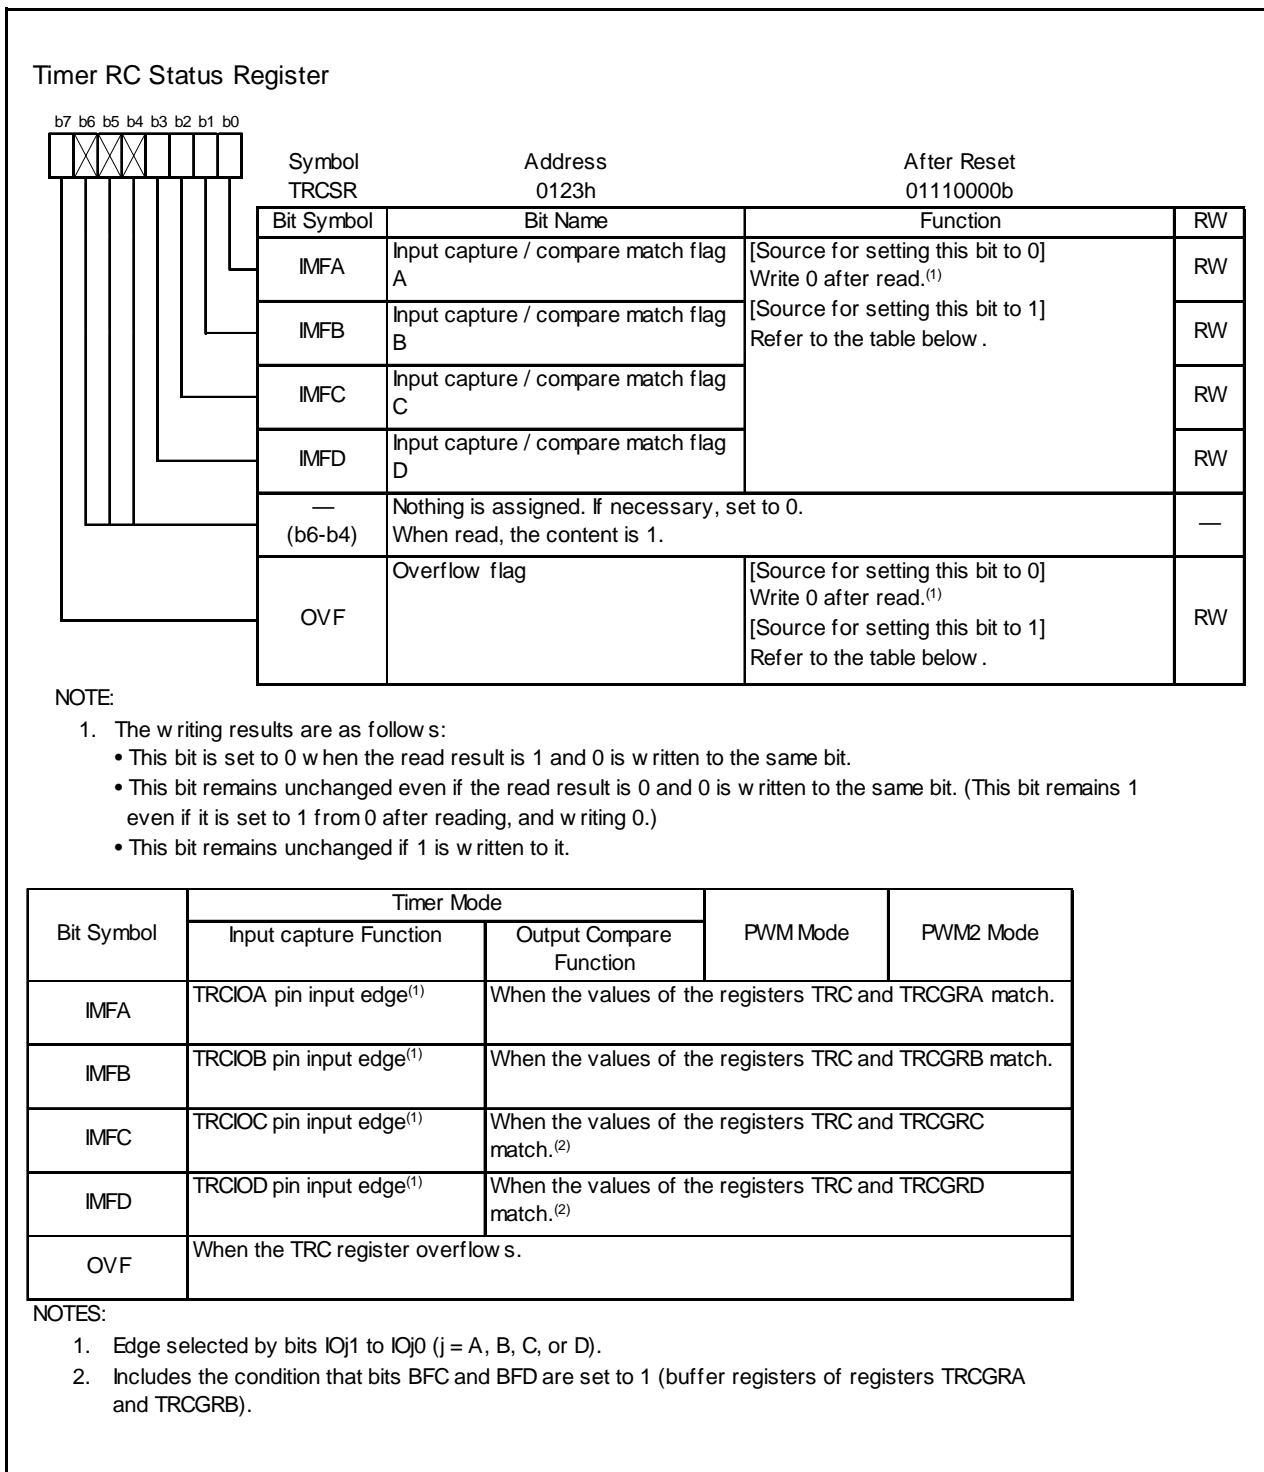 Timer RC Status Register
b7 b6 b5 b4 b3 b2 b1 b0
Symbol Address After Reset
TRCSR 0123h 01110000b
Bit Symbol Bit Name Function RW
IMFA Input capture / compare match flag A [Source for setting this bit to 0] RW
Write 0 after read.(1)
IMFB Input capture / compare match flag B [Source for setting this bit to 1] RW
Refer to the table below.
IMFC Input capture / compare match flag C RW
IMFD Input capture / compare match flag D RW
— Nothing is assigned. If necessary, set to 0. —
(b6-b4) When read, the content is 1.
OVF Overflow flag [Source for setting this bit to 0] RW
Write 0 after read.(1)
[Source for setting this bit to 1]
Refer to the table below.
NOTE:
1. The writing results are as follows:
• This bit is set to 0 when the read result is 1 and 0 is written to the same bit.
• This bit remains unchanged even if the read result is 0 and 0 is written to the same bit. (This bit remains 1
even if it is set to 1 from 0 after reading, and writing 0.)
• This bit remains unchanged if 1 is written to it.
Bit Symbol Timer Mode PWM Mode PWM2 Mode
Input capture Function Output Compare
Function
IMFA TRCIOA pin input edge(1) When the values of the registers TRC and TRCGRA match.
IMFB TRCIOB pin input edge(1) When the values of the registers TRC and TRCGRB match.
IMFC TRCIOC pin input edge(1) When the values of the registers TRC and TRCGRC
match.(2)
IMFD TRCIOD pin input edge(1) When the values of the registers TRC and TRCGRD
match.(2)
OVF When the TRC register overflows.
NOTES:
1. Edge selected by bits IOj1 to IOj0 (j = A, B, C, or D).
2. Includes the condition that bits BFC and BFD are set to 1 (buffer registers of registers TRCGRA
and TRCGRB).